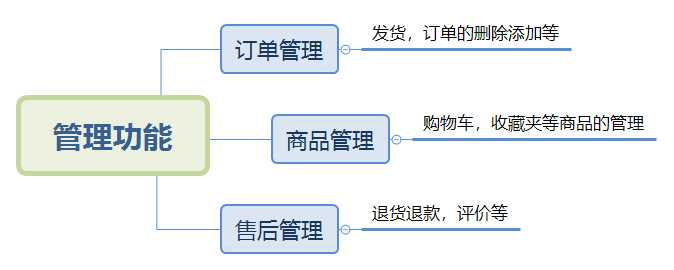 订单管理
发货，订单的删除添加等
管理功能
商品管理
购物车，收藏夹等商品的管理
售后管理
退货退款，评价等